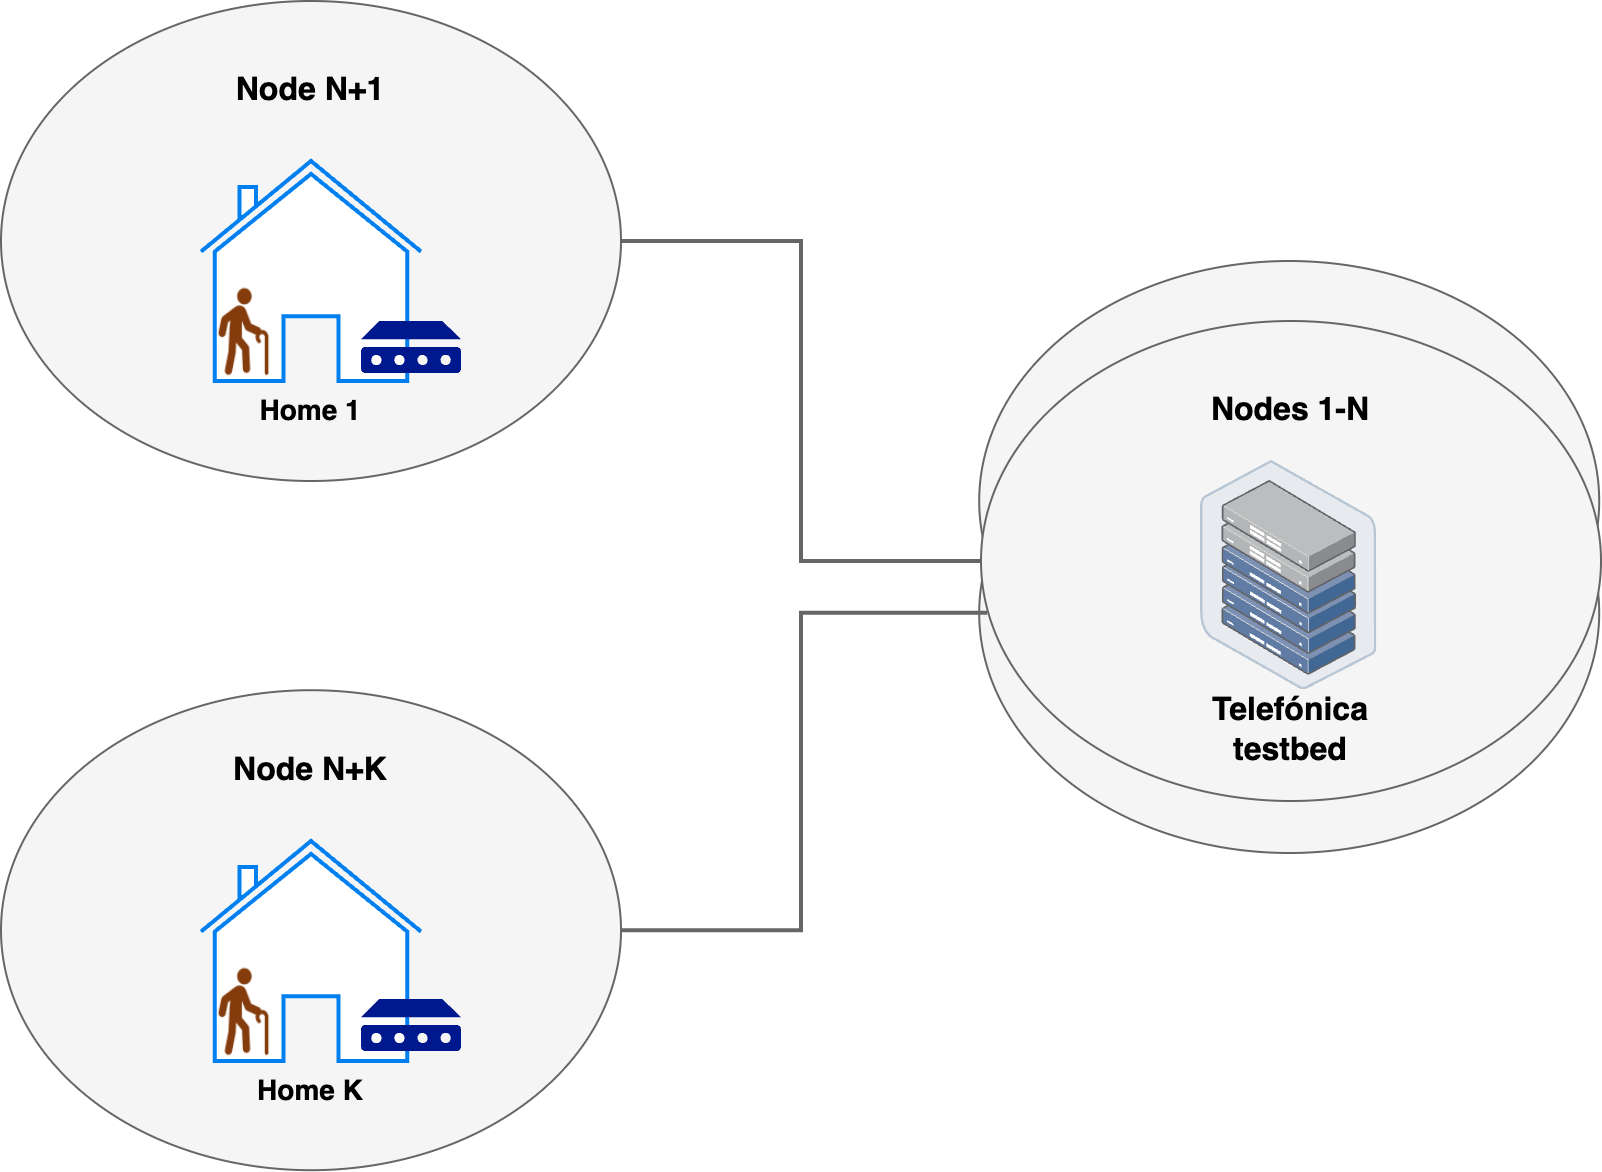 Node N+1
Home 1
Nodes 1-N
Telefónica
testbed
Node N+K
Home K